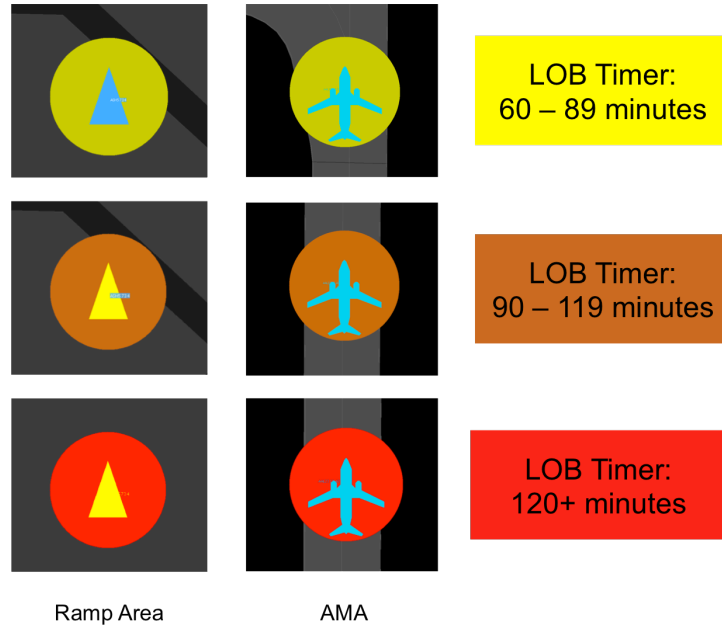 LOB Timer:
60 – 89 minutes
LOB Timer:
90 – 119 minutes
LOB Timer:
120+ minutes
Ramp Area
AMA